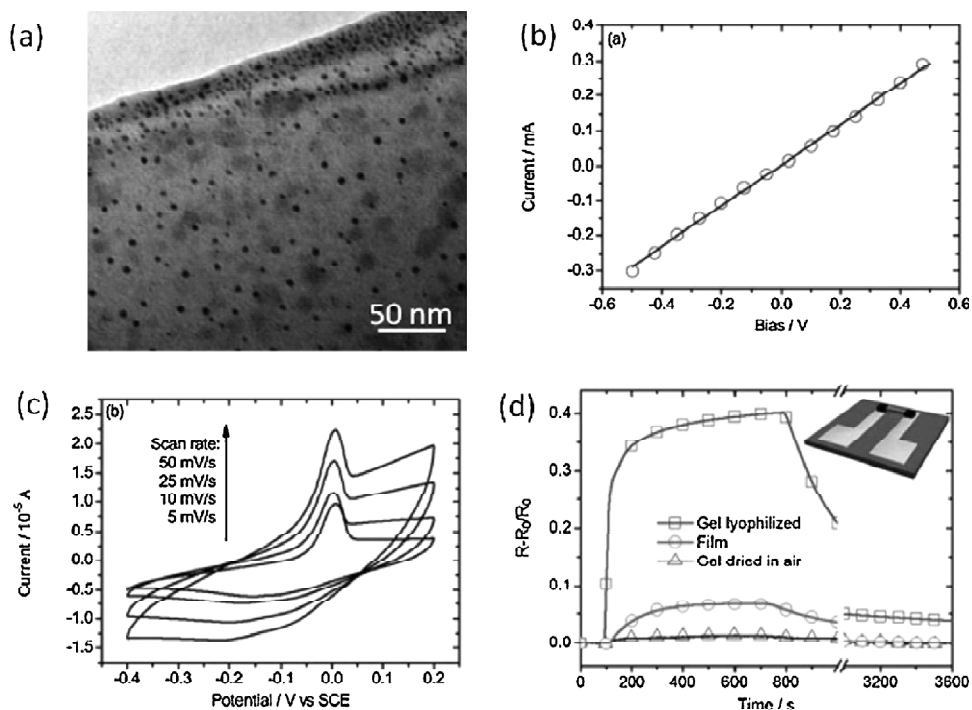 (a)
50 nm
(b)
(a)
Current / mA
0.4
0.3
0.2
0.1
0.0
-0.1
-0.2
-0.3
-0.6
-0.4
-0.2
0.0
0.2
0.4
0.6
Bias / V
(c)
(b)
Scan rate:
50 mV/s
25 mV/s
10 mV/s
5 mV/s
Current / 10⁻⁵ A
2.5
2.0
1.5
1.0
0.5
0.0
-0.5
-1.0
-1.5
-0.4
-0.3
-0.2
-0.1
0.0
0.1
0.2
Potential / V vs SCE
(d)
R-R₀/R₀
0.4
0.3
0.2
0.1
0.0
Gel lyophilized
Film
Gel dried in air
0
200
400
600
800
3200
3600
Time / s